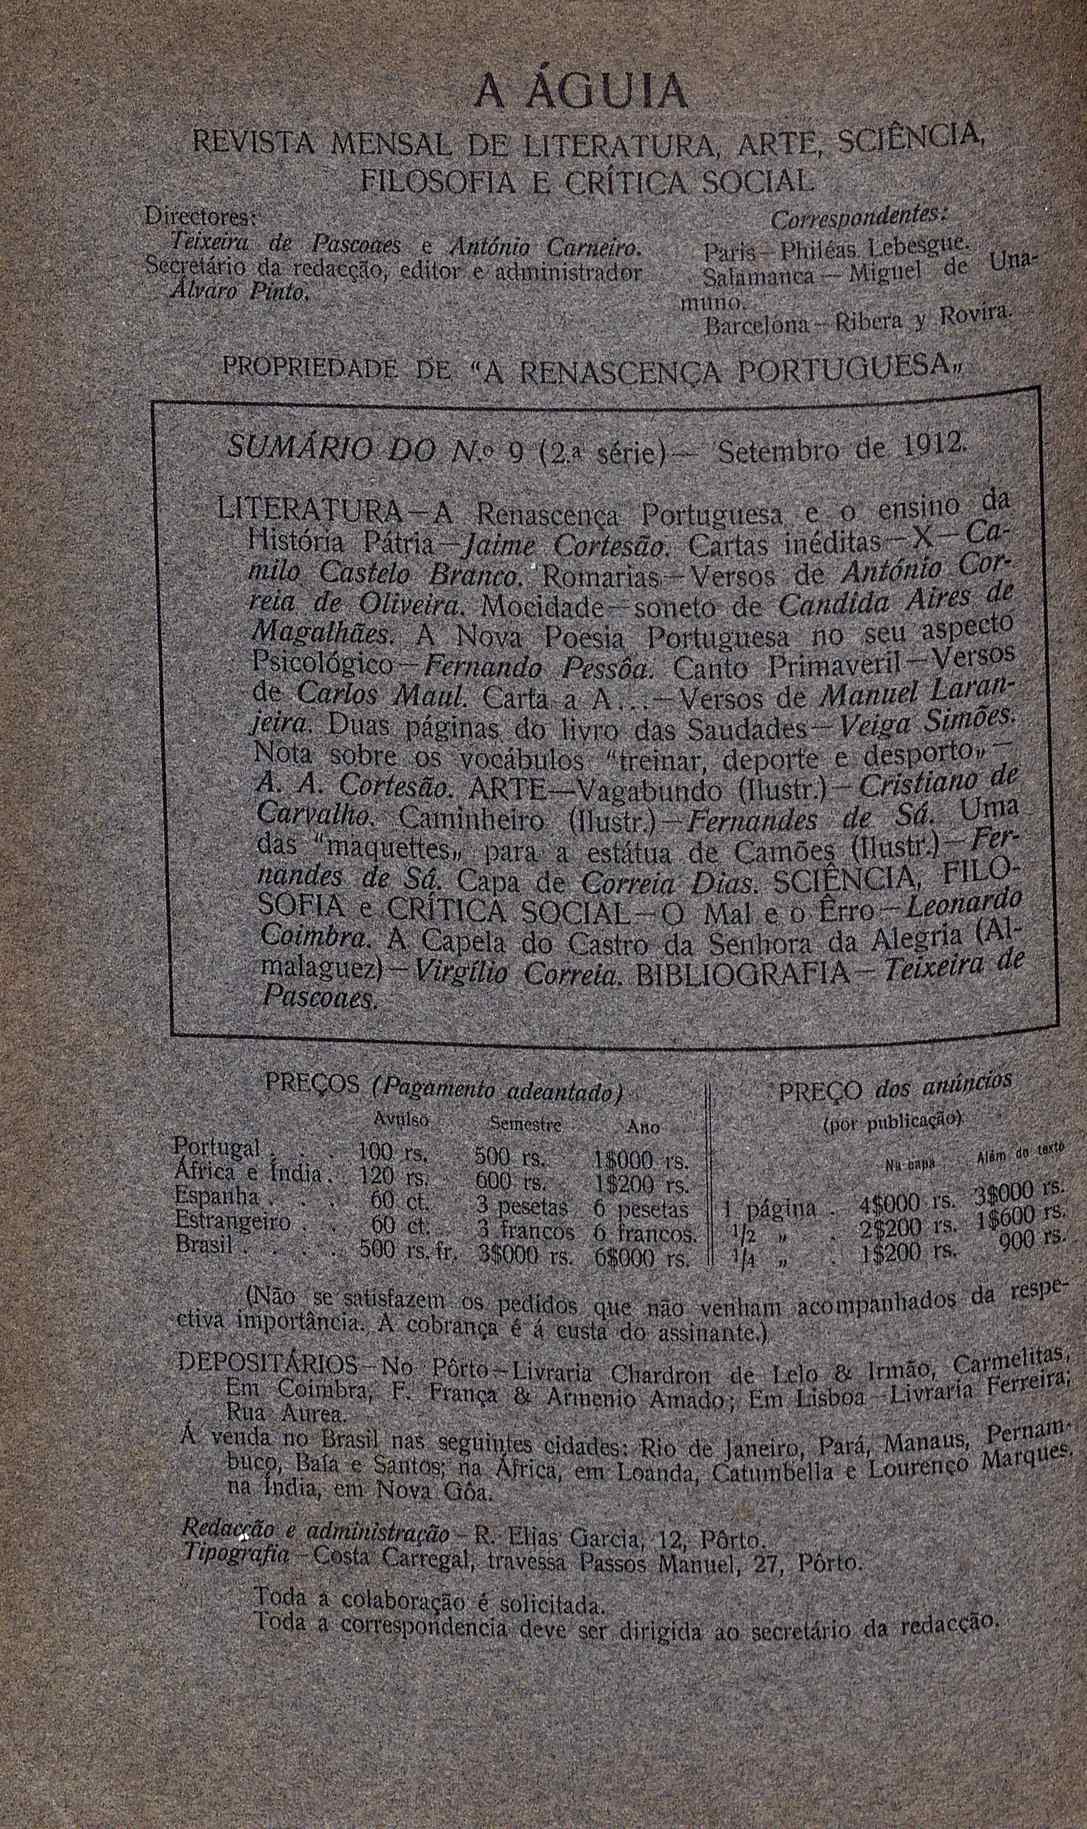 A ÁGUIA
REVISTA MENSAL DE LITERATURA, ARTE, SCIÊNCIA,
FILOSOFIA E CRÍTICA SOCIAL
Directores:
Teixeira de Pascoaes e António Carneiro.
Secretário da redacção, editor e administrador
Álvaro Pinto.
Correspondentes:
Paris—Philéas Lebesgue.
Salamanca—Miguel de Una-
muno.
Barcelona—Ribera y Rovira.
PROPRIEDADE DE “A RENASCENÇA PORTUGUESA„
SUMÁRIO DO N.º 9 (2.ª série)— Setembro de 1912.
LITERATURA—A Renascença Portuguesa e o ensino da
História Pátria—Jaime Cortesão. Cartas inéditas—X—Ca-
milo Castelo Branco. Romarias—Versos de António Cor-
reia de Oliveira. Mocidade—soneto de Candida Aires de
Magalhães. A Nova Poesia Portuguesa no seu aspecto
Psicológico—Fernando Pessôa. Canto Primaveril—Versos
de Carlos Maul. Carta a A...—Versos de Manuel Laran-
jeira. Duas páginas do livro das Saudades—Veiga Simões.
Nota sobre os vocábulos “treinar, deporte e desporto„—
A. A. Cortesão. ARTE—Vagabundo (Ilustr.)—Cristiano de
Carvalho. Caminheiro (Ilustr.)—Fernandes de Sá. Uma
das “maquettes„ para a estátua de Camões (Ilustr.)—Fer-
nandes de Sá. Capa de Correia Dias. SCIÊNCIA, FILO-
SOFIA e CRÍTICA SOCIAL—O Mal e o Êrro—Leonardo
Coimbra. A Capela do Castro da Senhora da Alegria (Al-
malaguez)—Virgílio Correia. BIBLIOGRAFIA—Teixeira de
Pascoaes.
PREÇOS (Pagamento adeantado)
Avulso Semestre Ano
Portugal . . . 100 rs. 500 rs. 1$000 rs.
África e Índia . 120 rs. 600 rs. 1$200 rs.
Espanha . . . 60 ct. 3 pesetas 6 pesetas
Estrangeiro . . 60 ct. 3 francos 6 francos.
Brasil . . . . 500 rs. fr. 3$000 rs. 6$000 rs.
PREÇO dos anúncios
(por publicação)
Na capa Além do texto
1 página . 4$000 rs. 3$000 rs.
1/2 „ . 2$200 rs. 1$600 rs.
1/4 „ . 1$200 rs. 900 rs.
(Não se satisfazem os pedidos que não venham acompanhados da respe-
ctiva importância. A cobrança é á custa do assinante.)
DEPOSITÁRIOS—No Pôrto—Livraria Chardron de Lelo & Irmão, Carmelitas,
Em Coimbra, F. França & Armenio Amado; Em Lisboa—Livraria Ferreira,
Rua Aurea.
Á venda no Brasil nas seguintes cidades: Rio de Janeiro, Pará, Manaus, Pernam-
buco, Baía e Santos; na África, em Loanda, Catumbella e Lourenço Marques,
na Índia, em Nova Gôa.
Redacção e administração—R. Elias Garcia, 12, Pôrto.
Tipografia—Costa Carregal, travessa Passos Manuel, 27, Pôrto.
Toda a colaboração é solicitada.
Toda a correspondencia deve ser dirigida ao secretário da redacção.